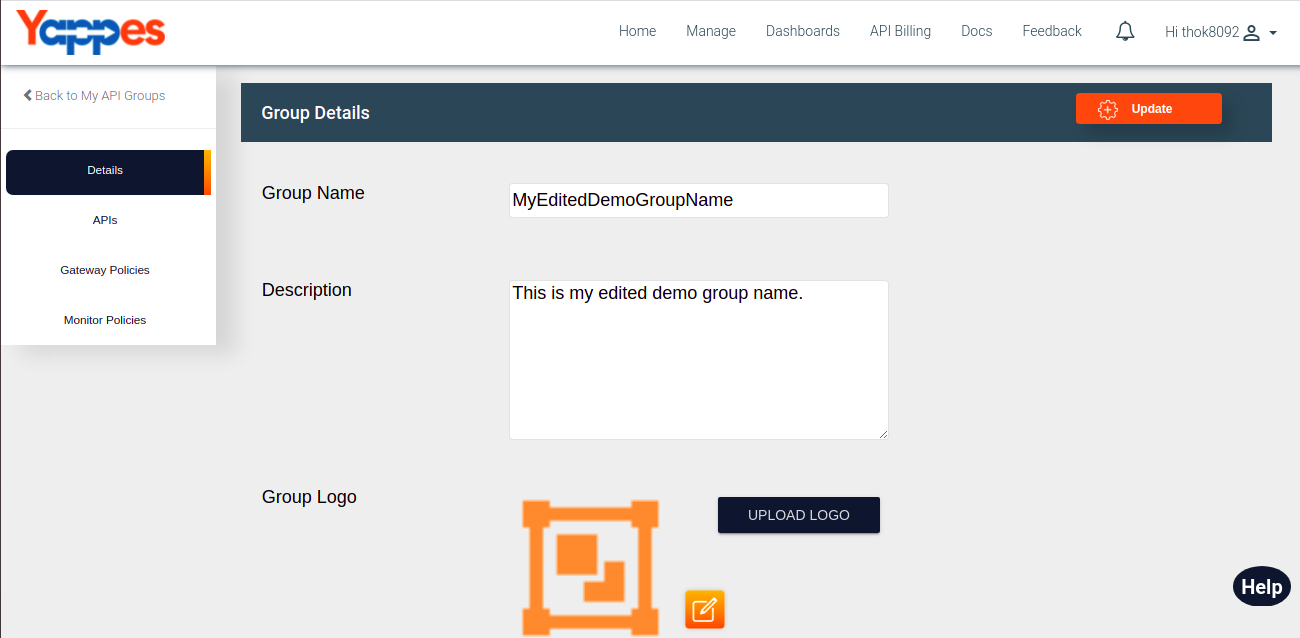 Yappes
Home Manage Dashboards API Billing Docs Feedback Hi thok8092
Back to My API Groups
Details
APIs
Gateway Policies
Monitor Policies
Group Details
Update
Group Name
MyEditedDemoGroupName
Description
This is my edited demo group name.
Group Logo
UPLOAD LOGO
Help